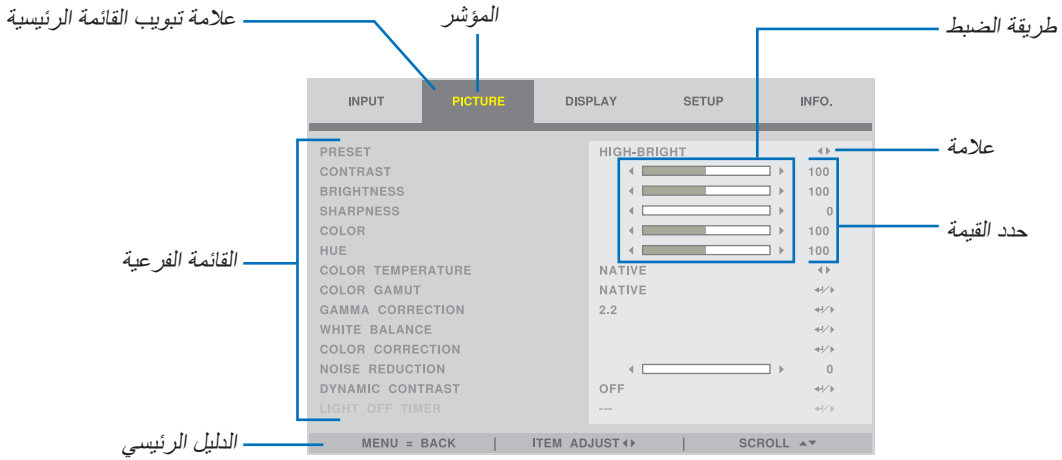 علامة تبويب القائمة الرئيسية
المؤشر
طريقة الضبط
INPUT PICTURE DISPLAY SETUP INFO.
PRESET HIGH-BRIGHT
علامة
CONTRAST 100
BRIGHTNESS 100
SHARPNESS 0
COLOR 100
حدد القيمة
HUE 100
القائمة الفرعية
COLOR TEMPERATURE NATIVE
COLOR GAMUT NATIVE
GAMMA CORRECTION 2.2
WHITE BALANCE
COLOR CORRECTION
NOISE REDUCTION 0
DYNAMIC CONTRAST OFF
LIGHT OFF TIMER ---
الدليل الرئيسي
MENU = BACK | ITEM ADJUST | SCROLL